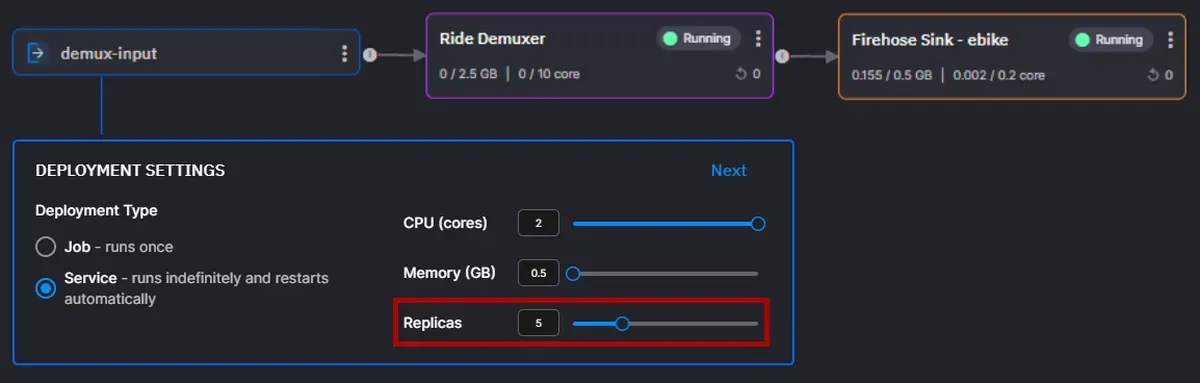 demux-input
Ride Demuxer
Running
0 / 2.5 GB | 0 / 10 core
0
Firehose Sink - ebike
Running
0.155 / 0.5 GB | 0.002 / 0.2 core
0
DEPLOYMENT SETTINGS
Next
Deployment Type
Job - runs once
Service - runs indefinitely and restarts
automatically
CPU (cores)
2
Memory (GB)
0.5
Replicas
5